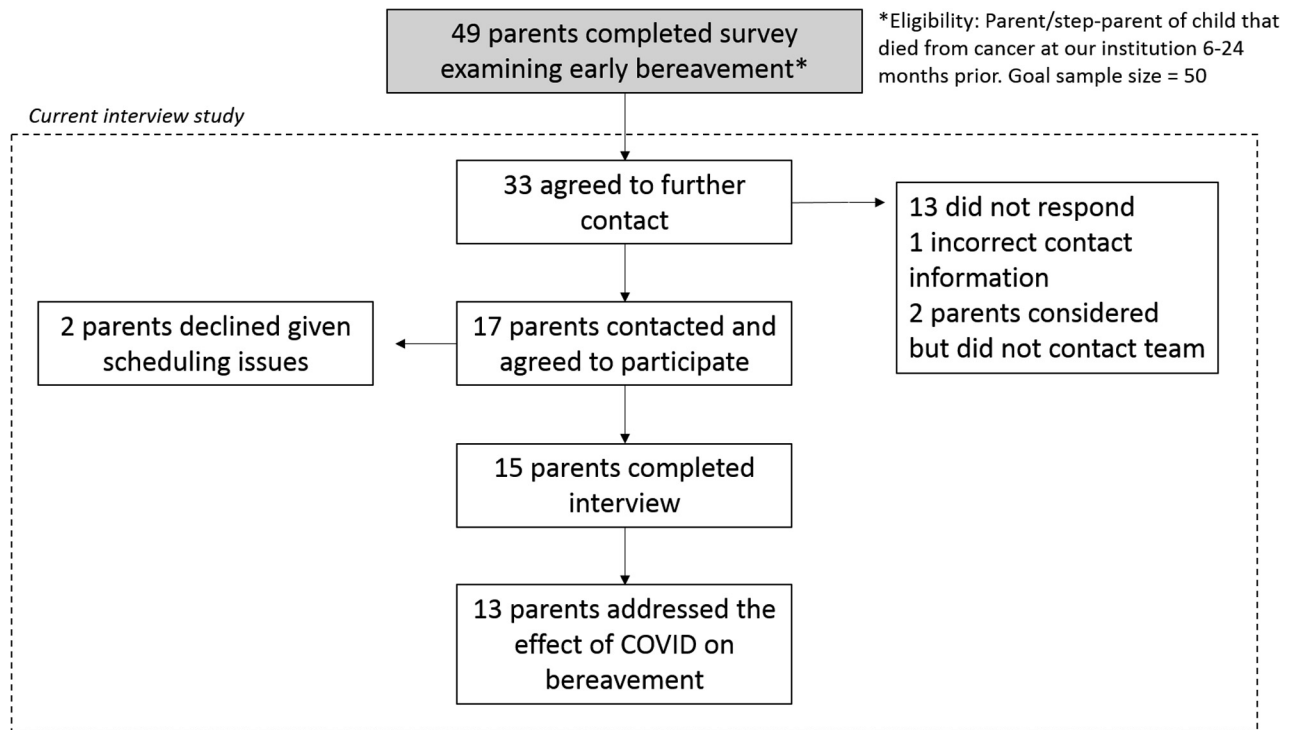 49 parents completed survey
examining early bereavement*
*Eligibility: Parent/step-parent of child that
died from cancer at our institution 6-24
months prior. Goal sample size = 50
Current interview study
33 agreed to further
contact
13 did not respond
1 incorrect contact
information
2 parents considered
but did not contact team
2 parents declined given
scheduling issues
17 parents contacted and
agreed to participate
15 parents completed
interview
13 parents addressed the
effect of COVID on
bereavement